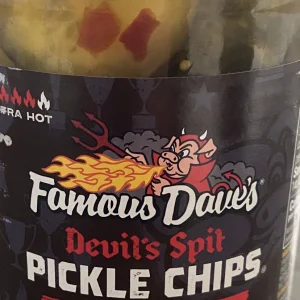 #RA HOT
Famous Dave's
Devil's Spit
PICKLE CHIPS